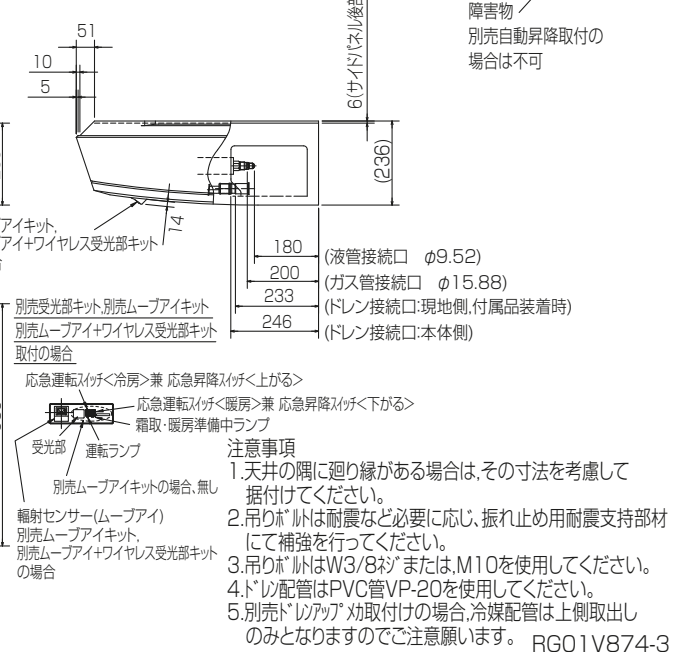 障害物
別売自動昇降取付の
場合は不可
51
10
5
6(サイドパネル後部
(236)
14
アイキット,
アイ+ワイヤレス受光部キット
180 (液管接続口 φ9.52)
200 (ガス管接続口 φ15.88)
233 (ドレン接続口:現地側,付属品装着時)
246 (ドレン接続口:本体側)
別売受光部キット,別売ムーブアイキット
別売ムーブアイ+ワイヤレス受光部キット
取付の場合
応急運転スイッチ<冷房>兼 応急昇降スイッチ<上がる>
応急運転スイッチ<暖房>兼 応急昇降スイッチ<下がる>
霜取・暖房準備中ランプ
受光部
運転ランプ
別売ムーブアイキットの場合、無し
輻射センサー(ムーブアイ)
別売ムーブアイキット,
別売ムーブアイ+ワイヤレス受光部キット
の場合
注意事項
1.天井の隅に廻り縁がある場合は,その寸法を考慮して
据付けてください。
2.吊りボルトは耐震など必要に応じ、振れ止め用耐震支持部材
にて補強を行ってください。
3.吊りボルトはW3/8ネジまたは,M10を使用してください。
4.ドレン配管はPVC管VP-20を使用してください。
5.別売ドレンアップメカ取付けの場合,冷媒配管は上側取出し
のみとなりますのでご注意願います。
RG01V874-3